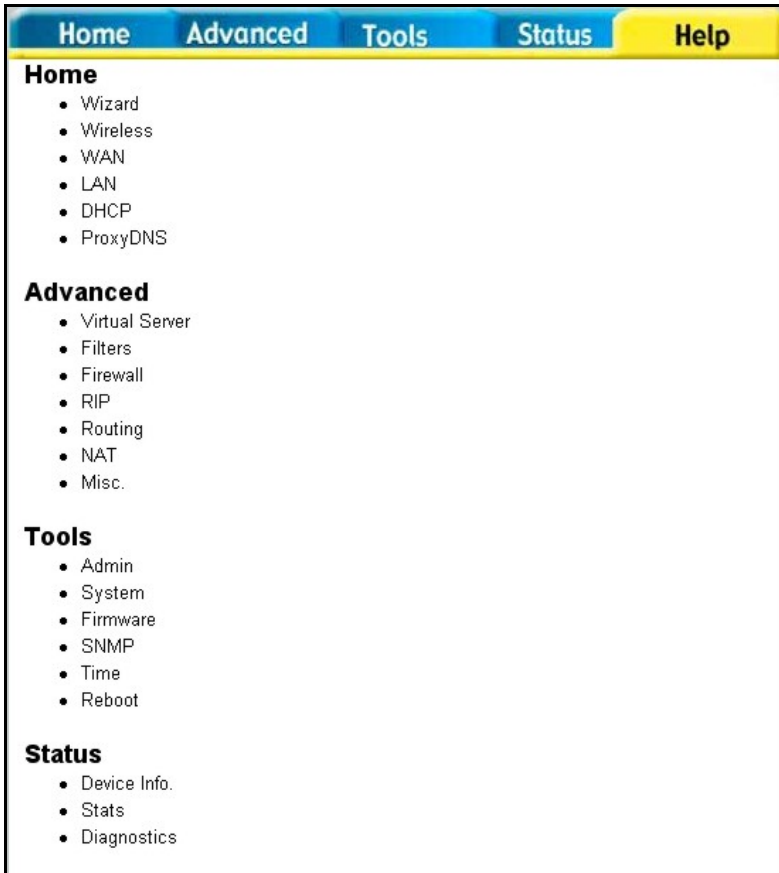 Home Advanced Tools Status Help
Home
• Wizard
• Wireless
• WAN
• LAN
• DHCP
• ProxyDNS
Advanced
• Virtual Server
• Filters
• Firewall
• RIP
• Routing
• NAT
• Misc.
Tools
• Admin
• System
• Firmware
• SNMP
• Time
• Reboot
Status
• Device Info.
• Stats
• Diagnostics